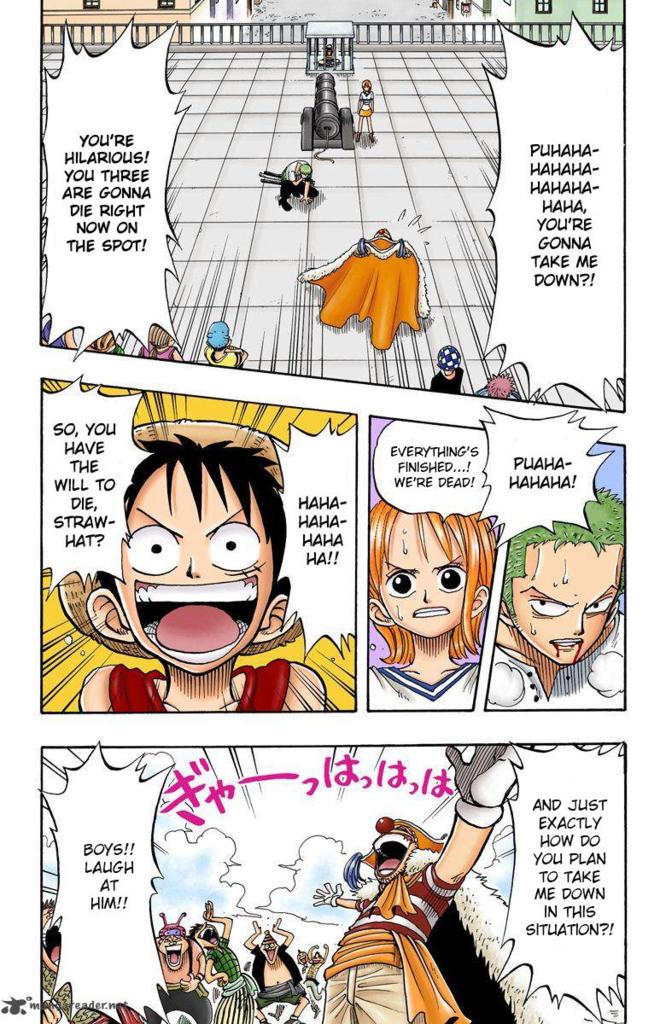 PUHAHA-
HAHAHA-
HAHAHA-
HAHA,
YOU'RE
GONNA
TAKE ME
DOWN?!
YOU'RE
HILARIOUS!
YOU THREE
ARE GONNA
DIE RIGHT
NOW ON
THE SPOT!
SO, YOU
HAVE
THE
WILL TO
DIE,
STRAW-
HAT?
HAHA-
HAHA-
HAHA
HA!!
EVERYTHING'S
FINISHED...!
WE'RE DEAD!
PUAHA-
HAHAHA!
ぎゃーっはっはっは
AND JUST
EXACTLY
HOW DO
YOU PLAN
TO TAKE
ME DOWN
IN THIS
SITUATION?!
BOYS!!
LAUGH
AT
HIM!!
mangareader.net